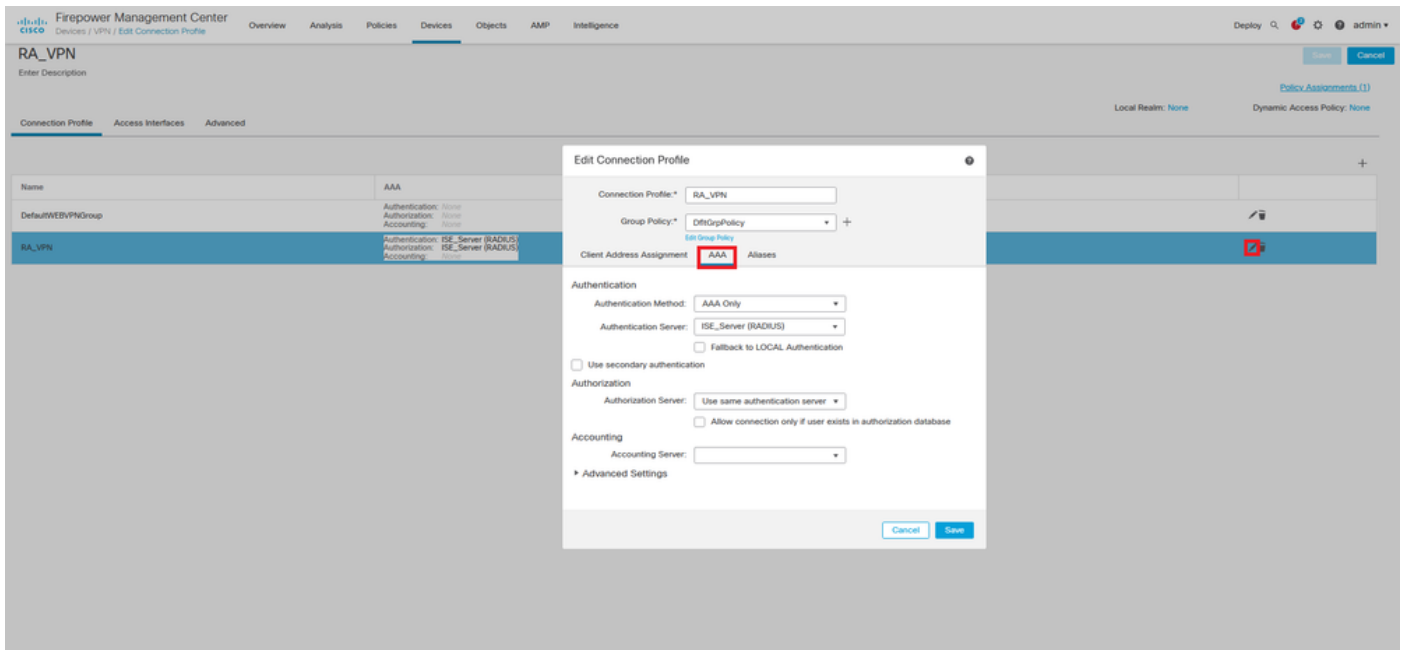 CISCO
Firepower Management Center
Devices / VPN / Edit Connection Profile
Overview Analysis Policies Devices Objects AMP Intelligence
Deploy admin
RA_VPN
Save Cancel
Enter Description
Policy Assignments (1)
Local Realm: None Dynamic Access Policy: None
Connection Profile Access Interfaces Advanced
Name AAA
DefaultWEBVPNGroup
Authentication: None
Authorization: None
Accounting: None
RA_VPN
Authentication: ISE_Server (RADIUS)
Authorization: ISE_Server (RADIUS)
Accounting: None
Edit Connection Profile
Connection Profile:* RA_VPN
Group Policy:* DfltGrpPolicy
Edit Group Policy
Client Address Assignment AAA Aliases
Authentication
Authentication Method: AAA Only
Authentication Server: ISE_Server (RADIUS)
Fallback to LOCAL Authentication
Use secondary authentication
Authorization
Authorization Server: Use same authentication server
Allow connection only if user exists in authorization database
Accounting
Accounting Server:
Advanced Settings
Cancel Save